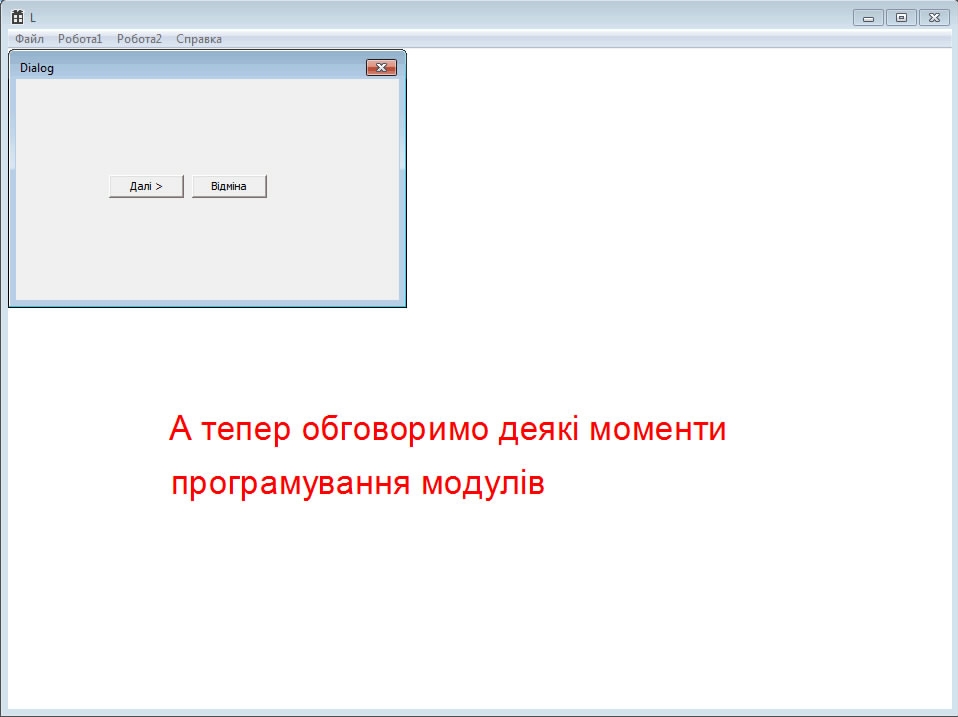 L
Файл Робота1 Робота2 Справка
Dialog
Далі > Відміна
А тепер обговоримо деякі моменти
програмування модулів